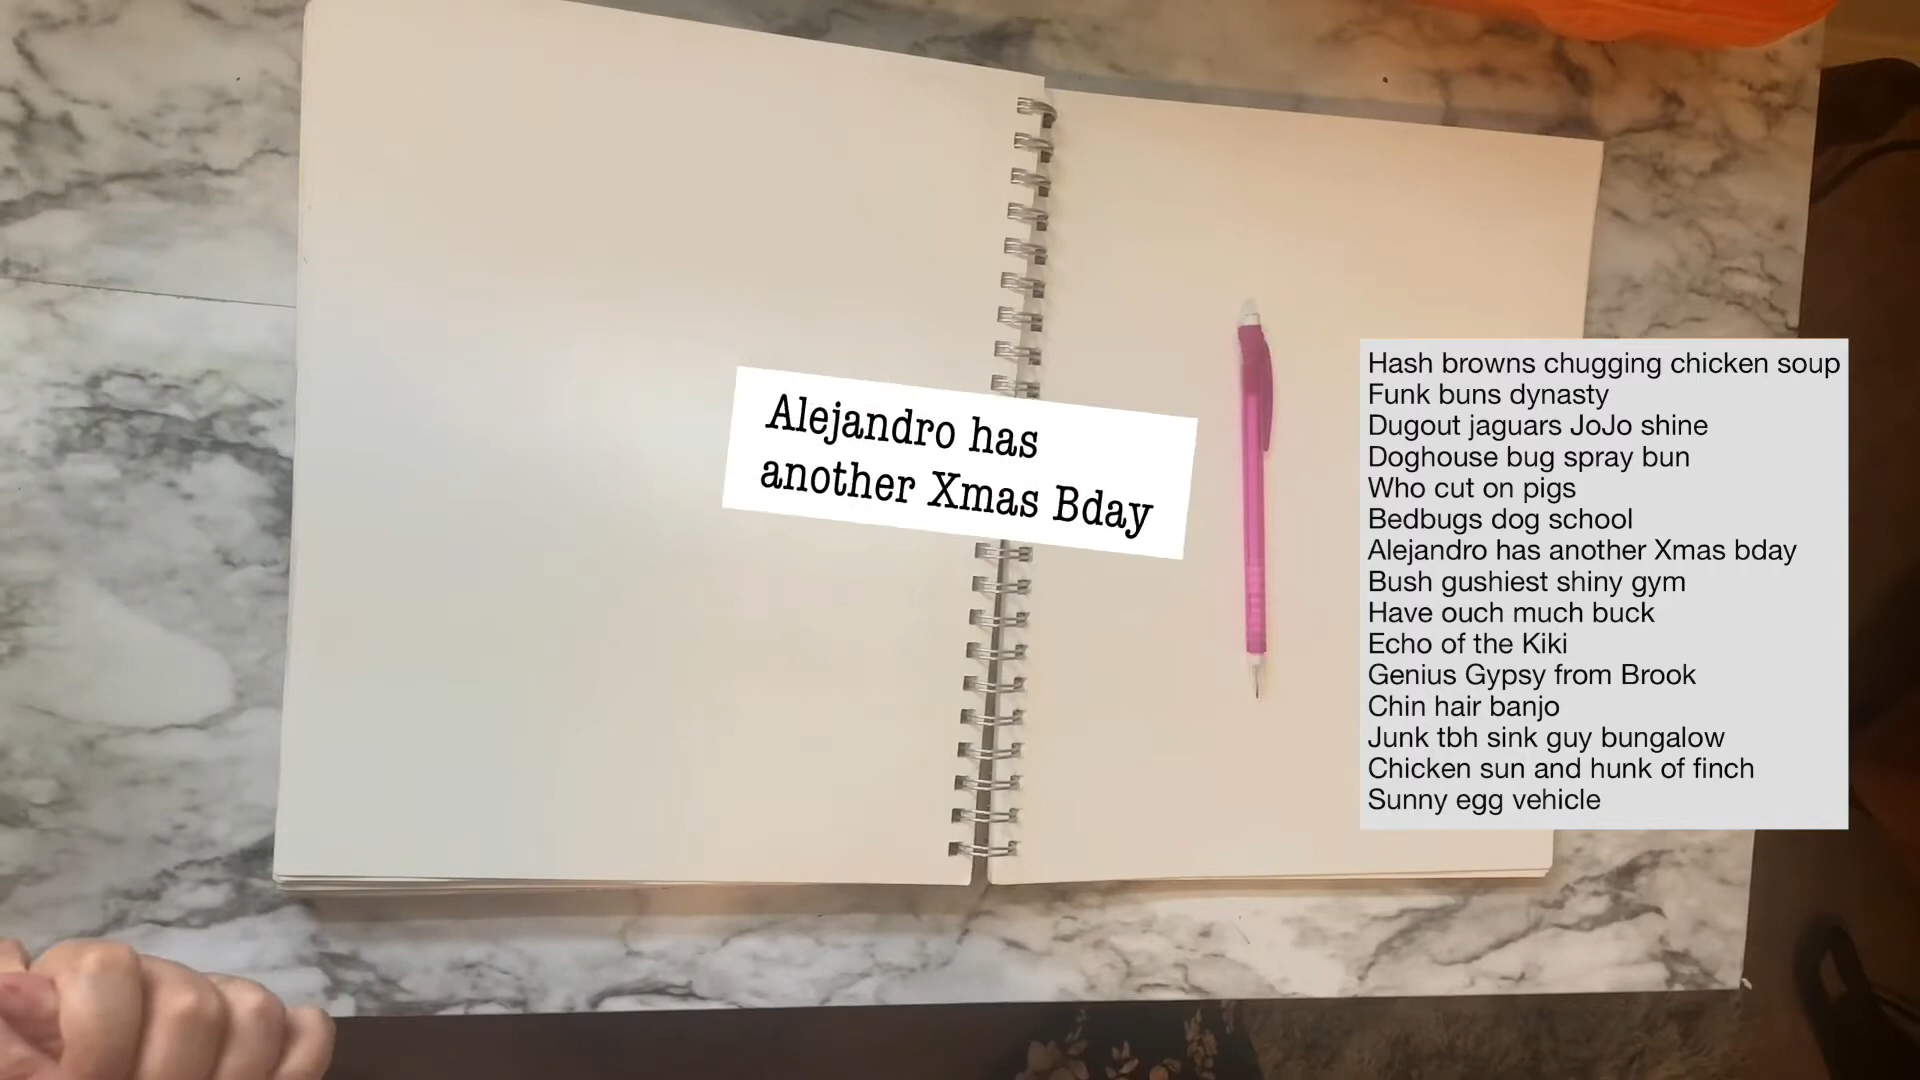 Alejandro has
another Xmas Bday
Hash browns chugging chicken soup
Funk buns dynasty
Dugout jaguars JoJo shine
Doghouse bug spray bun
Who cut on pigs
Bedbugs dog school
Alejandro has another Xmas bday
Bush gushiest shiny gym
Have ouch much buck
Echo of the Kiki
Genius Gypsy from Brook
Chin hair banjo
Junk tbh sink guy bungalow
Chicken sun and hunk of finch
Sunny egg vehicle